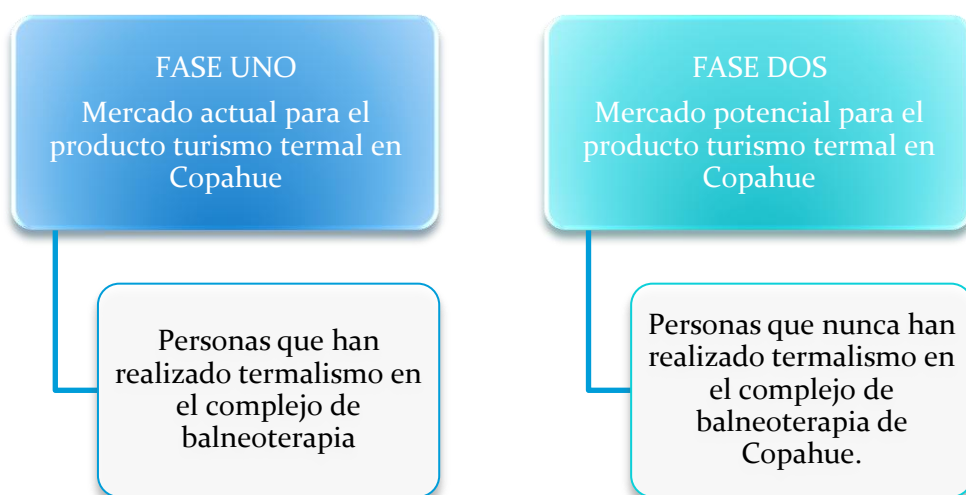 FASE UNO
Mercado actual para el
producto turismo termal en
Copahue
Personas que han
realizado termalismo en
el complejo de
balneoterapia
FASE DOS
Mercado potencial para el
producto turismo termal en
Copahue
Personas que nunca han
realizado termalismo en
el complejo de
balneoterapia de
Copahue.